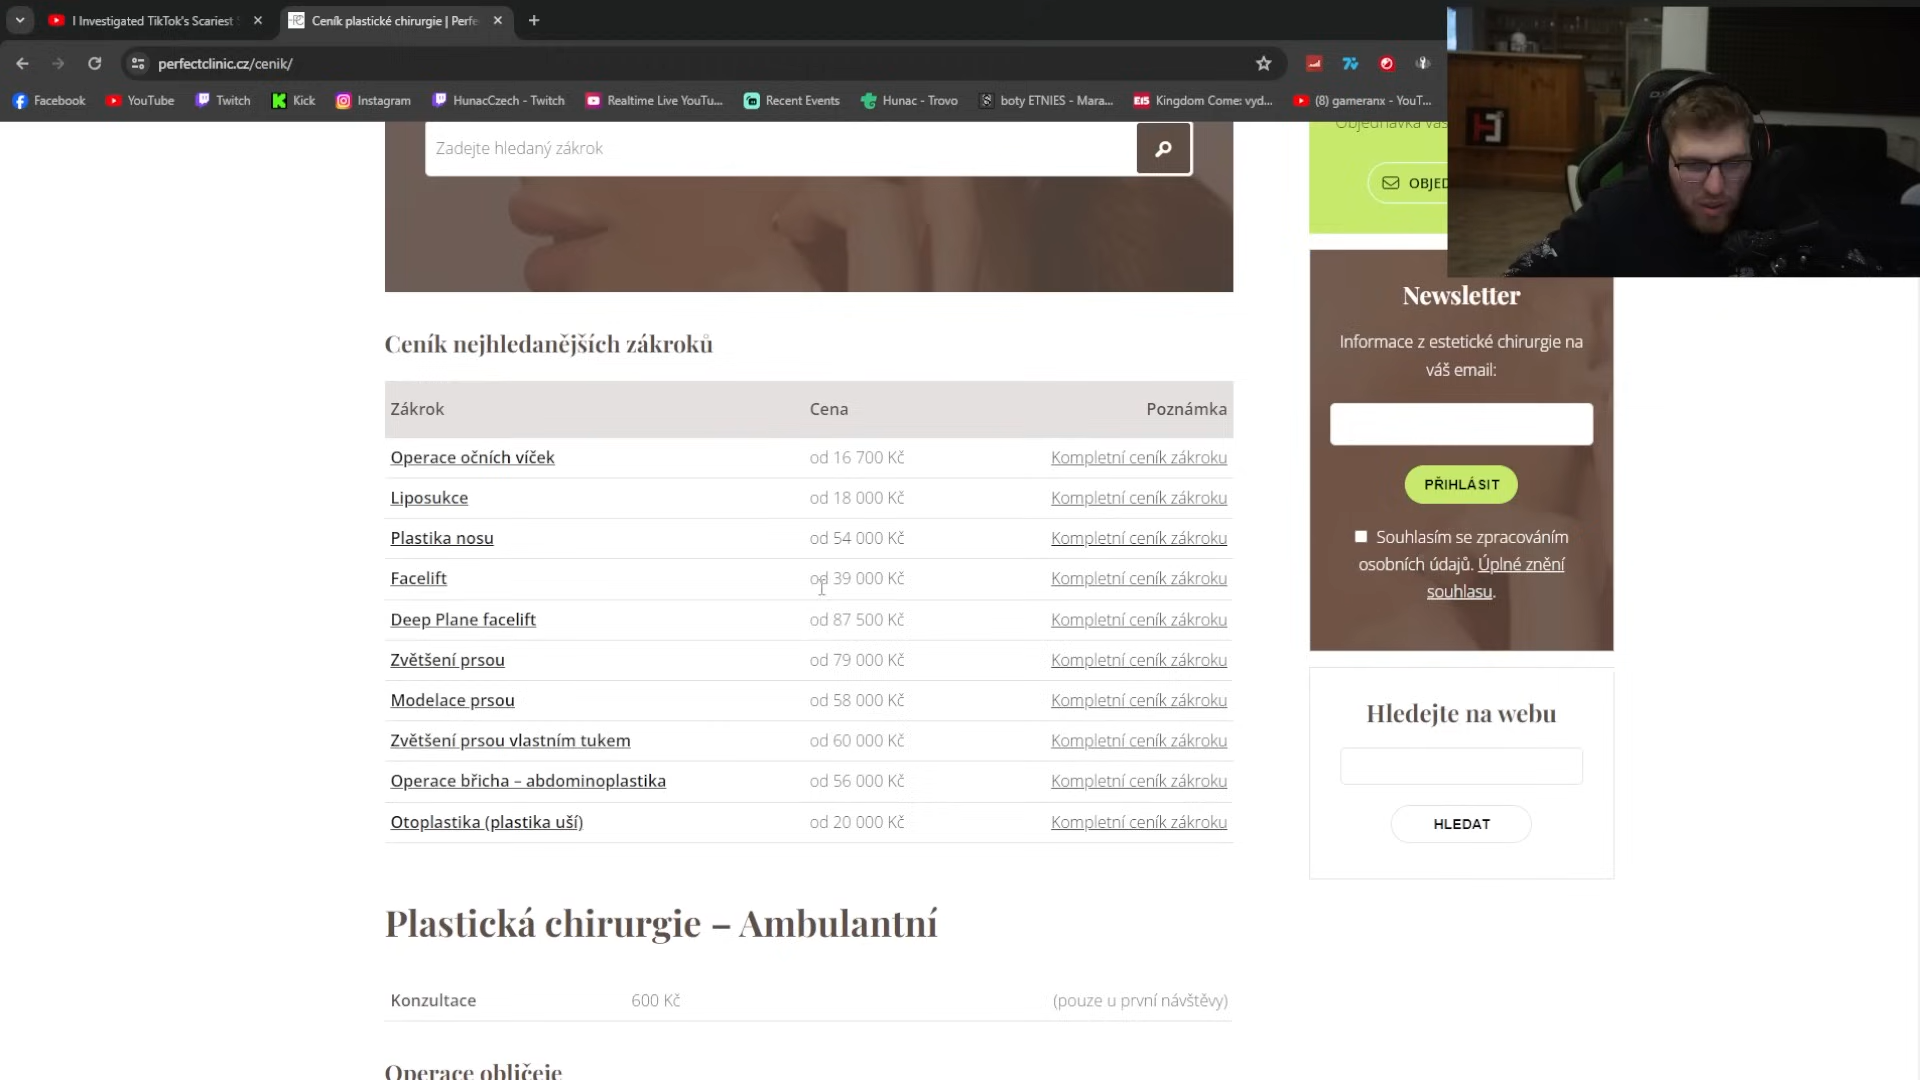 I Investigated TikTok's Scariest
Ceník plastické chirurgie | Perfe
perfectclinic.cz/cenik/
Facebook
YouTube
Twitch
Kick
Instagram
HunacCzech - Twitch
Realtime Live YouTu...
Recent Events
Hunac - Trovo
boty ETNIES - Mara...
Kingdom Come: vyd...
(8) gameranx - YouT...
Zadejte hledaný zákrok
Objednávka
OBJED
Ceník nejhledanějších zákroků
Zákrok Cena Poznámka
Operace očních víček od 16 700 Kč Kompletní ceník zákroku
Liposukce od 18 000 Kč Kompletní ceník zákroku
Plastika nosu od 54 000 Kč Kompletní ceník zákroku
Facelift od 39 000 Kč Kompletní ceník zákroku
Deep Plane facelift od 87 500 Kč Kompletní ceník zákroku
Zvětšení prsou od 79 000 Kč Kompletní ceník zákroku
Modelace prsou od 58 000 Kč Kompletní ceník zákroku
Zvětšení prsou vlastním tukem od 60 000 Kč Kompletní ceník zákroku
Operace břicha – abdominoplastika od 56 000 Kč Kompletní ceník zákroku
Otoplastika (plastika uší) od 20 000 Kč Kompletní ceník zákroku
Plastická chirurgie – Ambulantní
Konzultace 600 Kč (pouze u první návštěvy)
Operace obličeje
Newsletter
Informace z estetické chirurgie na
váš email:
PŘIHLÁSIT
Souhlasím se zpracováním
osobních údajů. Úplné znění
souhlasu.
Hledejte na webu
HLEDAT